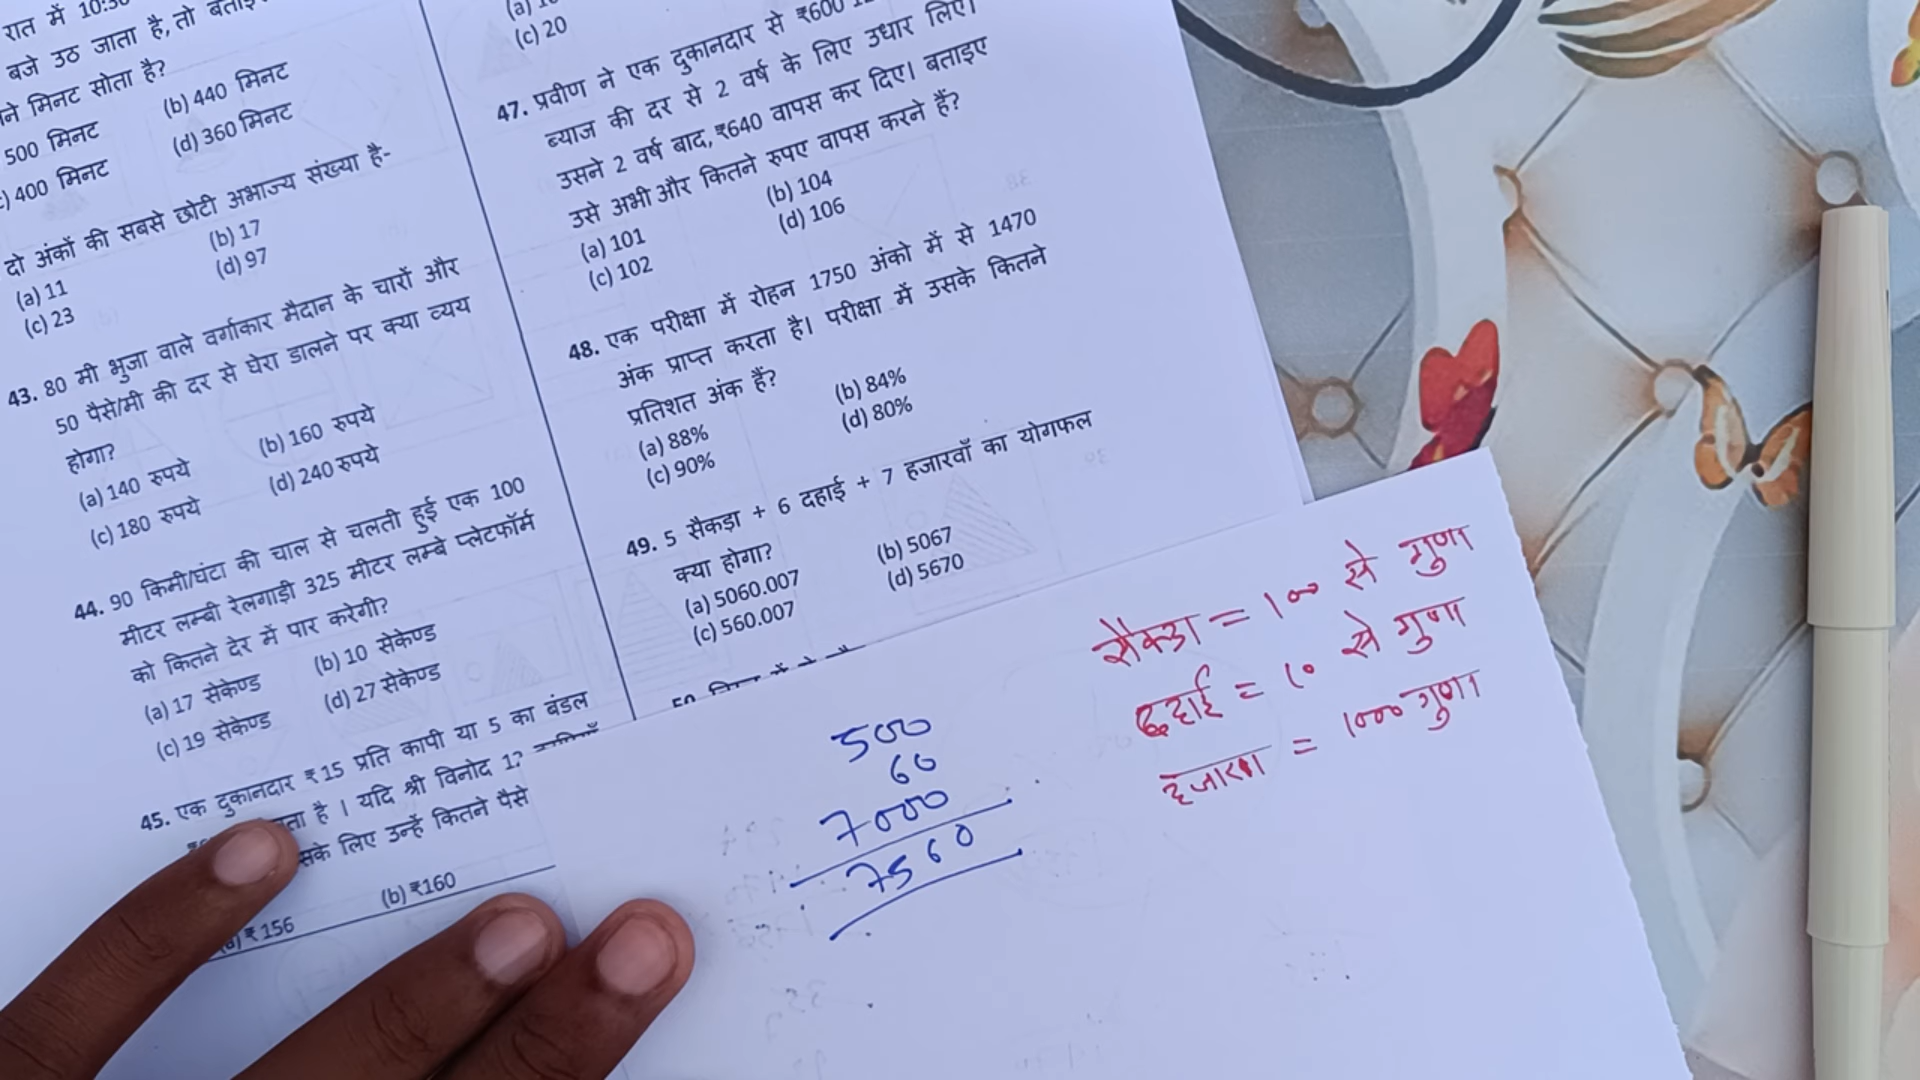 रात में
बजे उठ जाता है, तो
ने मिनट सोता है?
500 मिनट
(b) 440 मिनट
400 मिनट
(d) 360 मिनट
दो अंकों की सबसे छोटी अभाज्य संख्या है-
(a) 11
(b) 17
(c) 23
(d) 97
43. 80 मी भुजा वाले वर्गाकार मैदान के चारों और
50 पैसे/मी की दर से घेरा डालने पर क्या व्यय
होगा?
(a) 140 रुपये
(b) 160 रुपये
(c) 180 रुपये
(d) 240 रुपये
44. 90 किमी/घंटा की चाल से चलती हुई एक 100
मीटर लम्बी रेलगाड़ी 325 मीटर लम्बे प्लेटफॉर्म
को कितने देर में पार करेगी?
(a) 17 सेकेण्ड
(b) 10 सेकेण्ड
(c) 19 सेकेण्ड
(d) 27 सेकेण्ड
45. एक दुकानदार ₹15 प्रति कापी या 5 का बंडल
ता है । यदि श्री विनोद
सके लिए उन्हें कितने पैसे
(b) ₹160
₹156
(c) 20
47. प्रवीण ने एक दुकानदार से ₹600
ब्याज की दर से 2 वर्ष के लिए उधार लिए।
उसने 2 वर्ष बाद, ₹640 वापस कर दिए। बताइए
उसे अभी और कितने रुपए वापस करने हैं?
(a) 101
(b) 104
(c) 102
(d) 106
48. एक परीक्षा में रोहन 1750 अंको में से 1470
अंक प्राप्त करता है। परीक्षा में उसके कितने
प्रतिशत अंक हैं?
(a) 88%
(b) 84%
(c) 90%
(d) 80%
49. 5 सैकड़ा + 6 दहाई + 7 हजारवाँ का योगफल
क्या होगा?
(a) 5060.007
(b) 5067
(c) 560.007
(d) 5670
500
60
7000
7560
सैकड़ा = 100 से गुणा
दहाई = 10 से गुणा
हजारवा = 1000 गुणा